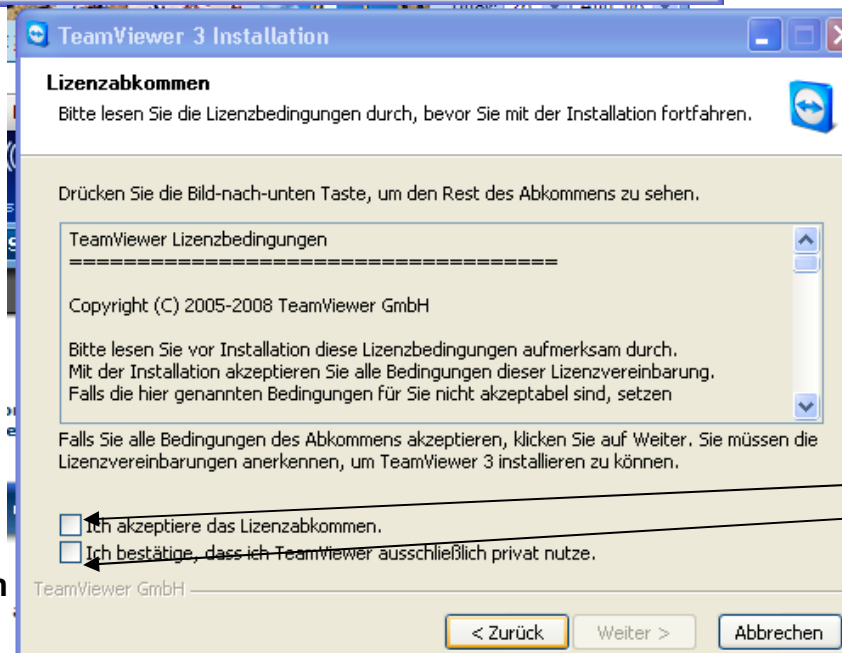 TeamViewer 3 Installation
Lizenzabkommen
Bitte lesen Sie die Lizenzbedingungen durch, bevor Sie mit der Installation fortfahren.
Drücken Sie die Bild-nach-unten Taste, um den Rest des Abkommens zu sehen.
TeamViewer Lizenzbedingungen
======================================
Copyright (C) 2005-2008 TeamViewer GmbH
Bitte lesen Sie vor Installation diese Lizenzbedingungen aufmerksam durch.
Mit der Installation akzeptieren Sie alle Bedingungen dieser Lizenzvereinbarung.
Falls die hier genannten Bedingungen für Sie nicht akzeptabel sind, setzen
Falls Sie alle Bedingungen des Abkommens akzeptieren, klicken Sie auf Weiter. Sie müssen die
Lizenzvereinbarungen anerkennen, um TeamViewer 3 installieren zu können.
Ich akzeptiere das Lizenzabkommen.
Ich bestätige, dass ich TeamViewer ausschließlich privat nutze.
TeamViewer GmbH
< Zurück
Weiter >
Abbrechen